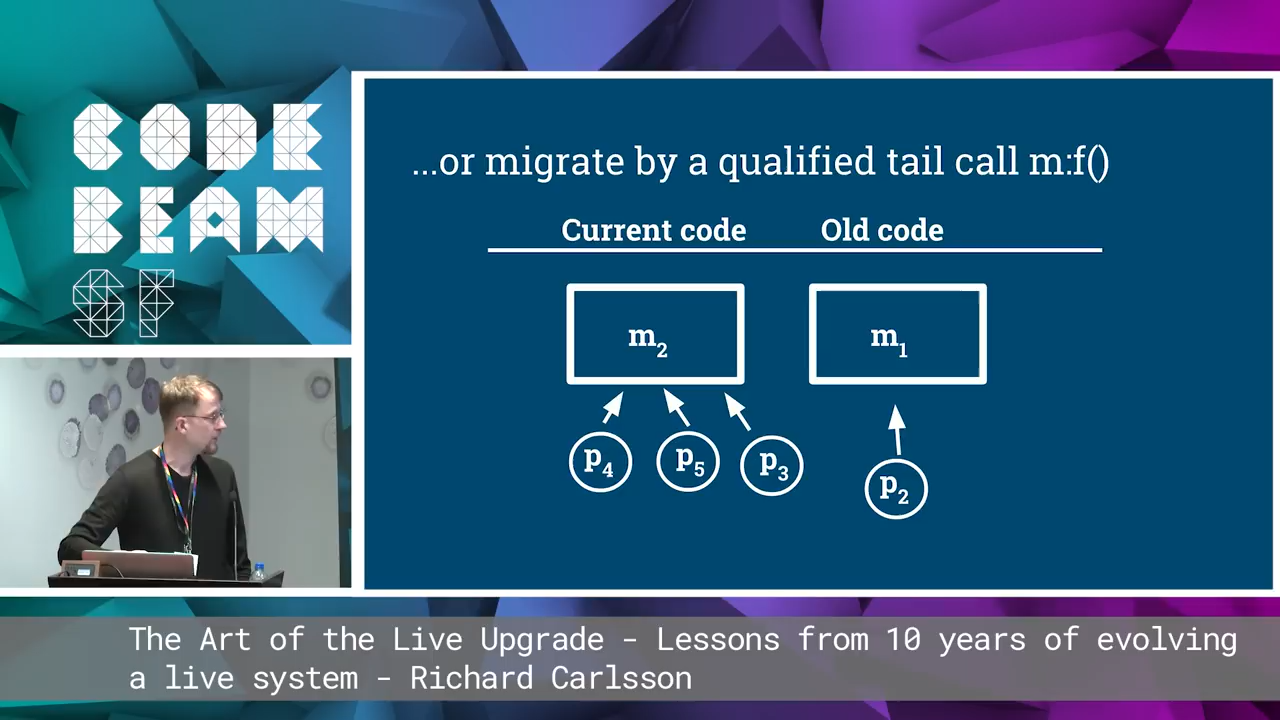 CODE
BEAM
SF
...or migrate by a qualified tail call m:f()
Current code Old code
m2 m1
p4 p5 p3 p2
The Art of the Live Upgrade - Lessons from 10 years of evolving
a live system - Richard Carlsson